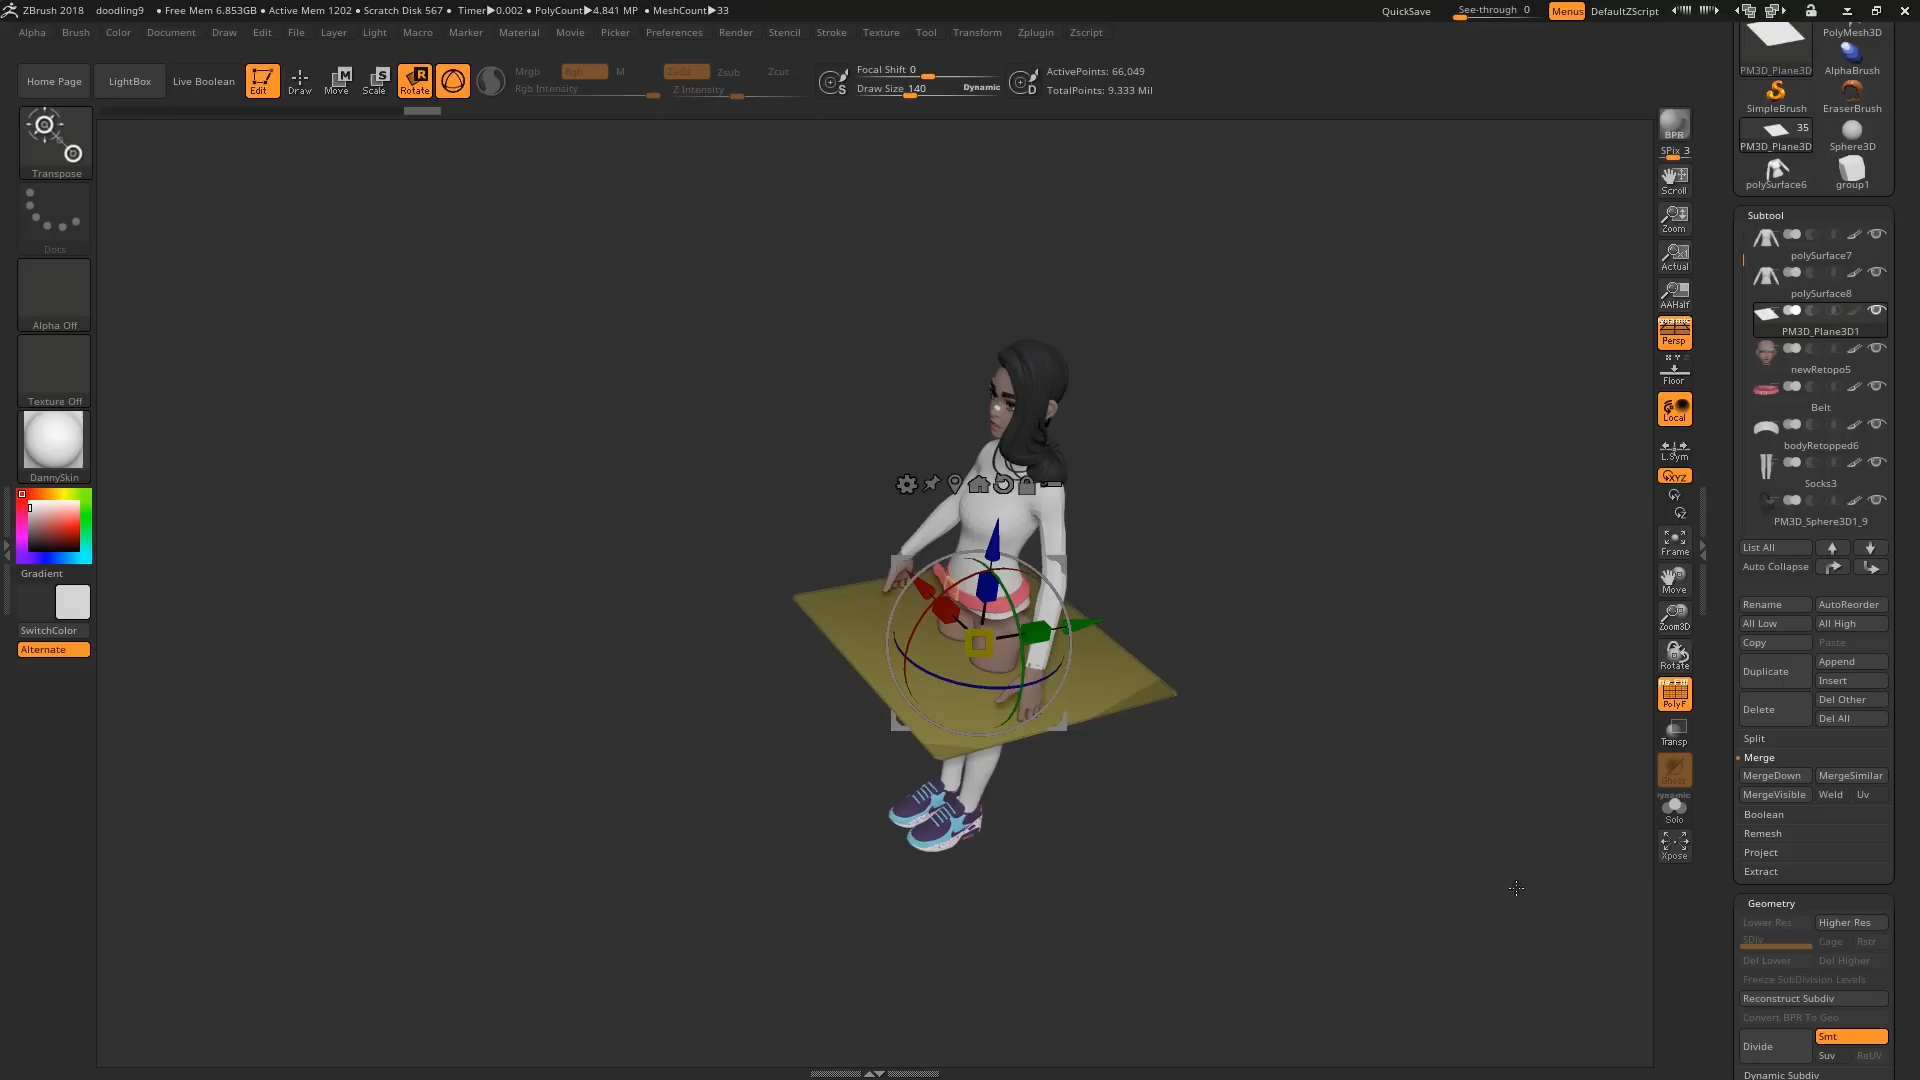 ZBrush 2018 doodling9 • Free Mem 6.853GB • Active Mem 1202 • Scratch Disk 567 • Timer▶0.002 • PolyCount▶4.841 MP • MeshCount▶33 QuickSave See-through 0 Menus DefaultZScript
Alpha Brush Color Document Draw Edit File Layer Light Macro Marker Material Movie Picker Preferences Render Stencil Stroke Texture Tool Transform Zplugin Zscript
Home Page LightBox Live Boolean Edit Draw Move Scale Rotate
Mrgb Rgb M Zadd Zsub Zcut
Rgb Intensity Z Intensity
Focal Shift 0
Draw Size 140 Dynamic
ActivePoints: 66,049
TotalPoints: 9.333 Mil
Transpose
Dots
Alpha Off
Texture Off
DannySkin
Gradient
SwitchColor
Alternate
BPR
SPix 3
Scroll
Zoom
Actual
AAHalf
Persp
Floor
Local
L.Sym
XYZ
Frame
Move
Zoom3D
Rotate
PolyF
Transp
Ghost
Dynamic
Solo
Xpose
PolyMesh3D
PM3D_Plane3D AlphaBrush
SimpleBrush EraserBrush
35
PM3D_Plane3D Sphere3D
polySurface6 group1
Subtool
polySurface7
polySurface8
PM3D_Plane3D1
newRetopo5
Belt
bodyRetopped6
Socks3
PM3D_Sphere3D1_9
List All
Auto Collapse
Rename AutoReorder
All Low All High
Copy Paste
Duplicate Append
Insert
Delete Del Other
Del All
Split
Merge
MergeDown MergeSimilar
MergeVisible Weld Uv
Boolean
Remesh
Project
Extract
Geometry
Lower Res Higher Res
SDiv Cage Rstr
Del Lower Del Higher
Freeze SubDivision Levels
Reconstruct Subdiv
Convert BPR To Geo
Divide Smt
Suv ReUV
Dynamic Subdiv